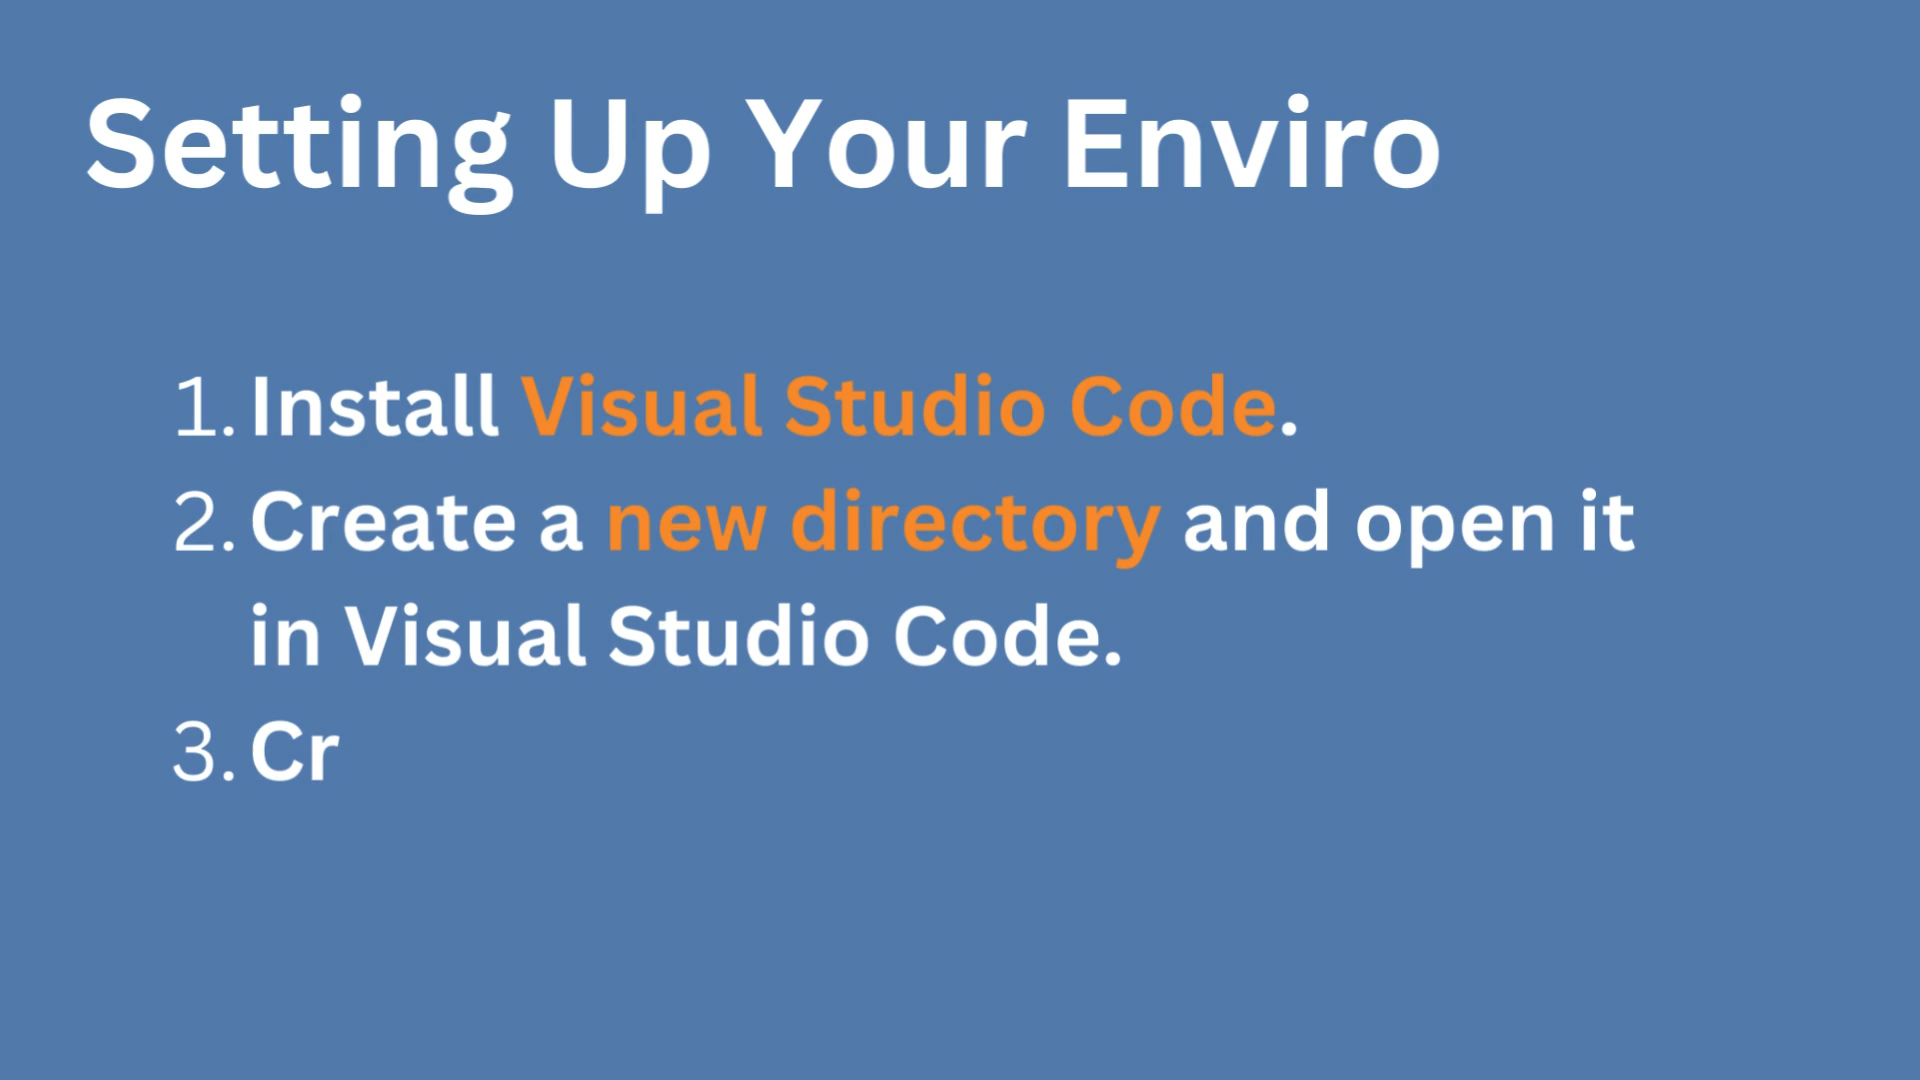 Setting Up Your Enviro
1. Install Visual Studio Code.
2. Create a new directory and open it
in Visual Studio Code.
3. Cr